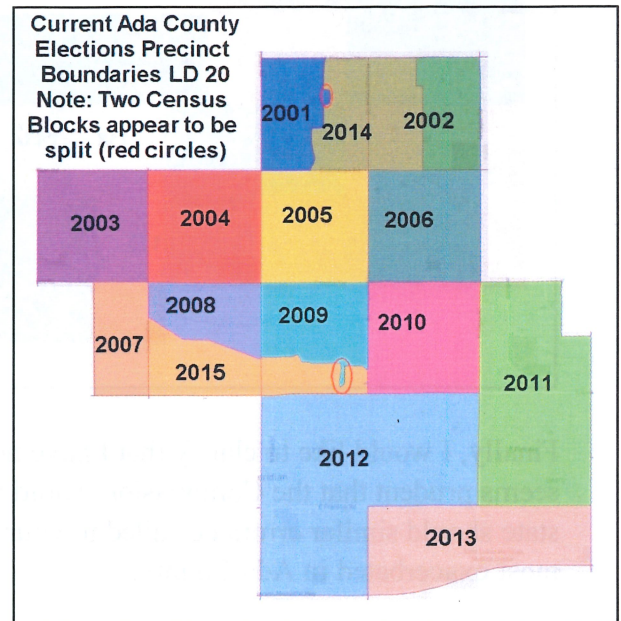 Current Ada County
Elections Precinct
Boundaries LD 20
Note: Two Census
Blocks appear to be
split (red circles)
2001
2014
2002
2003
2004
2005
2006
2008
2009
2010
2007
2015
2011
2012
2013